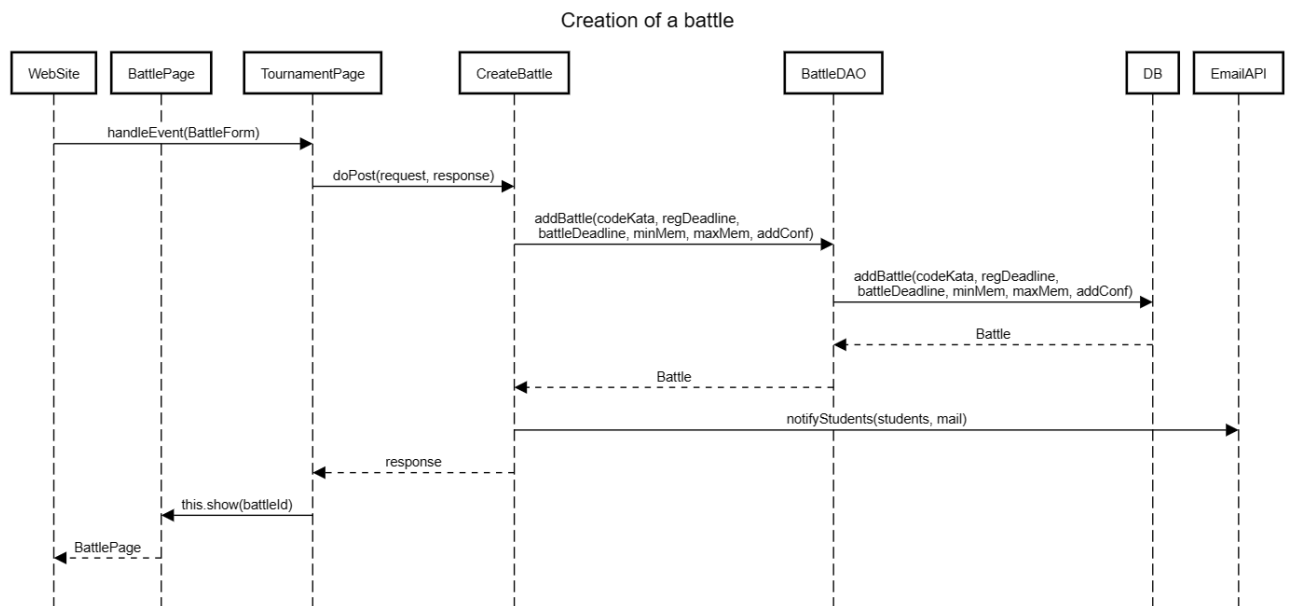 Creation of a battle
WebSite
BattlePage
TournamentPage
CreateBattle
BattleDAO
DB
EmailAPI
handleEvent(BattleForm)
doPost(request, response)
addBattle(codeKata, regDeadline,
battleDeadline, minMem, maxMem, addConf)
addBattle(codeKata, regDeadline,
battleDeadline, minMem, maxMem, addConf)
Battle
Battle
notifyStudents(students, mail)
response
this.show(battleId)
BattlePage